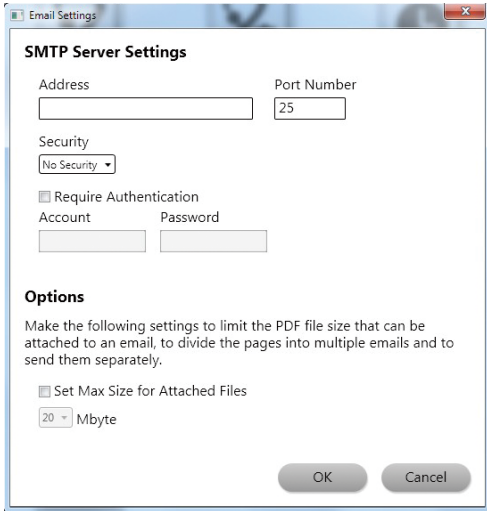 Email Settings
SMTP Server Settings
Address Port Number
25
Security
No Security
Require Authentication
Account Password
Options
Make the following settings to limit the PDF file size that can be
attached to an email, to divide the pages into multiple emails and to
send them separately.
Set Max Size for Attached Files
20 Mbyte
OK Cancel